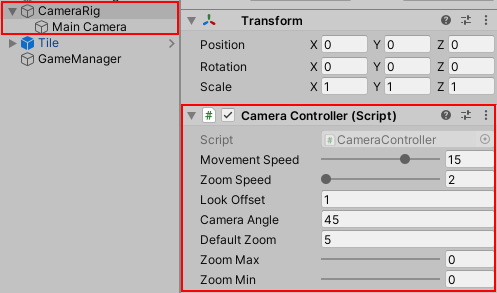 CameraRig
Main Camera
Tile
GameManager
Transform
Position X 0 Y 0 Z 0
Rotation X 0 Y 0 Z 0
Scale X 1 Y 1 Z 1
# Camera Controller (Script)
Script # CameraController
Movement Speed 15
Zoom Speed 2
Look Offset 1
Camera Angle 45
Default Zoom 5
Zoom Max 0
Zoom Min 0